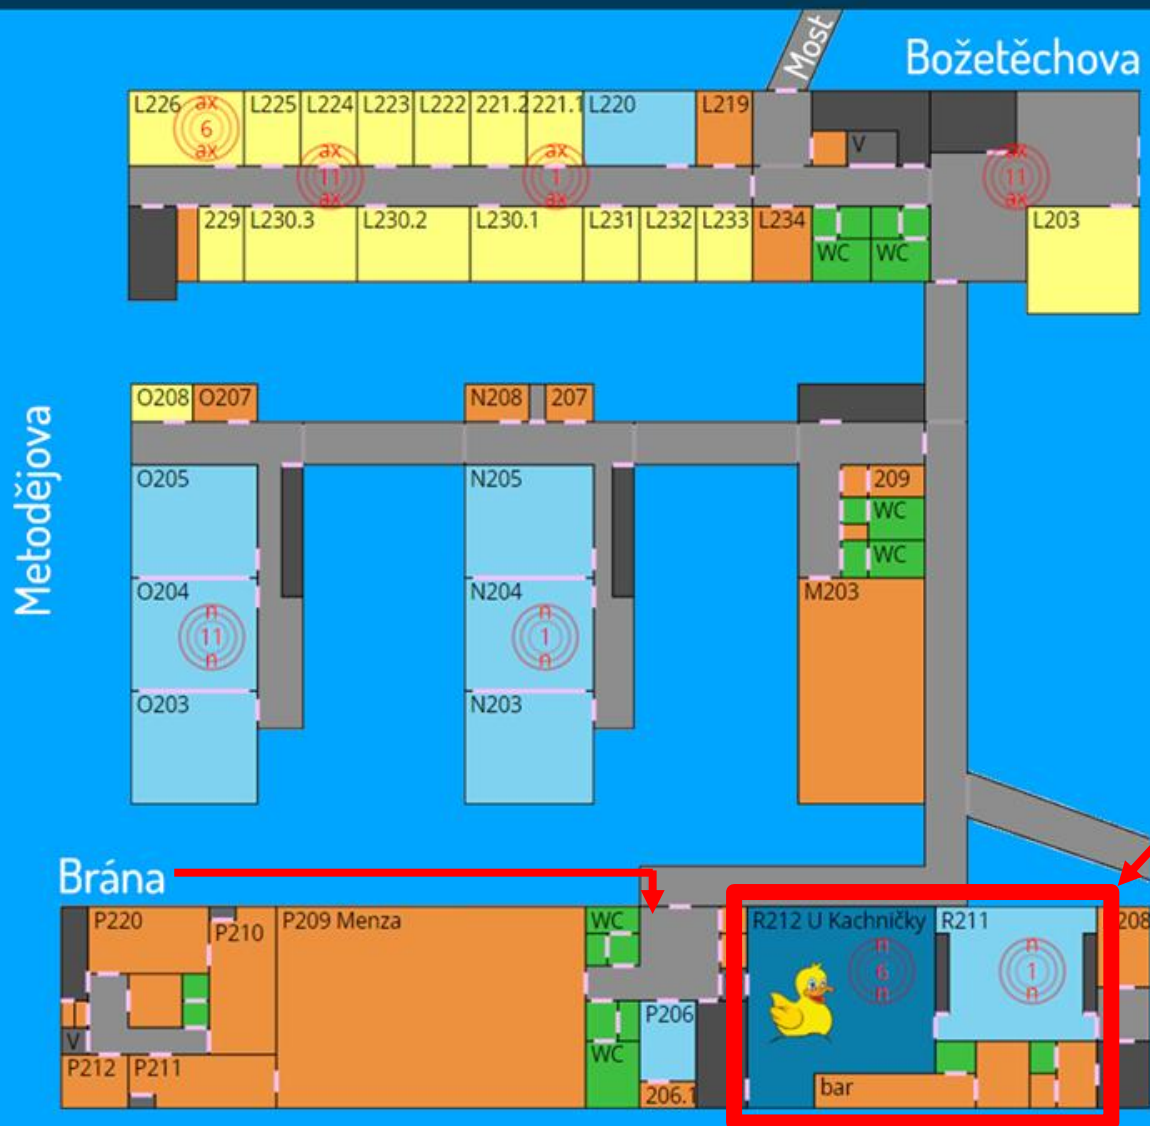 Most
Božetěchova
L226 L225 L224 L223 L222 221.2 221.1 L220 L219
ax
6
ax
V
ax
11
ax
ax
1
ax
ax
11
ax
229 L230.3 L230.2 L230.1 L231 L232 L233 L234 L203
WC WC
Metodějova
O208 O207 N208 207
O205 N205 209
WC
WC
O204 N204 M203
n
11
n
n
1
n
O203 N203
Brána
P220 P210 P209 Menza WC R212 U Kachničky R211 208
n
6
n
n
1
n
P206
V
WC
P212 P211 206.1 bar